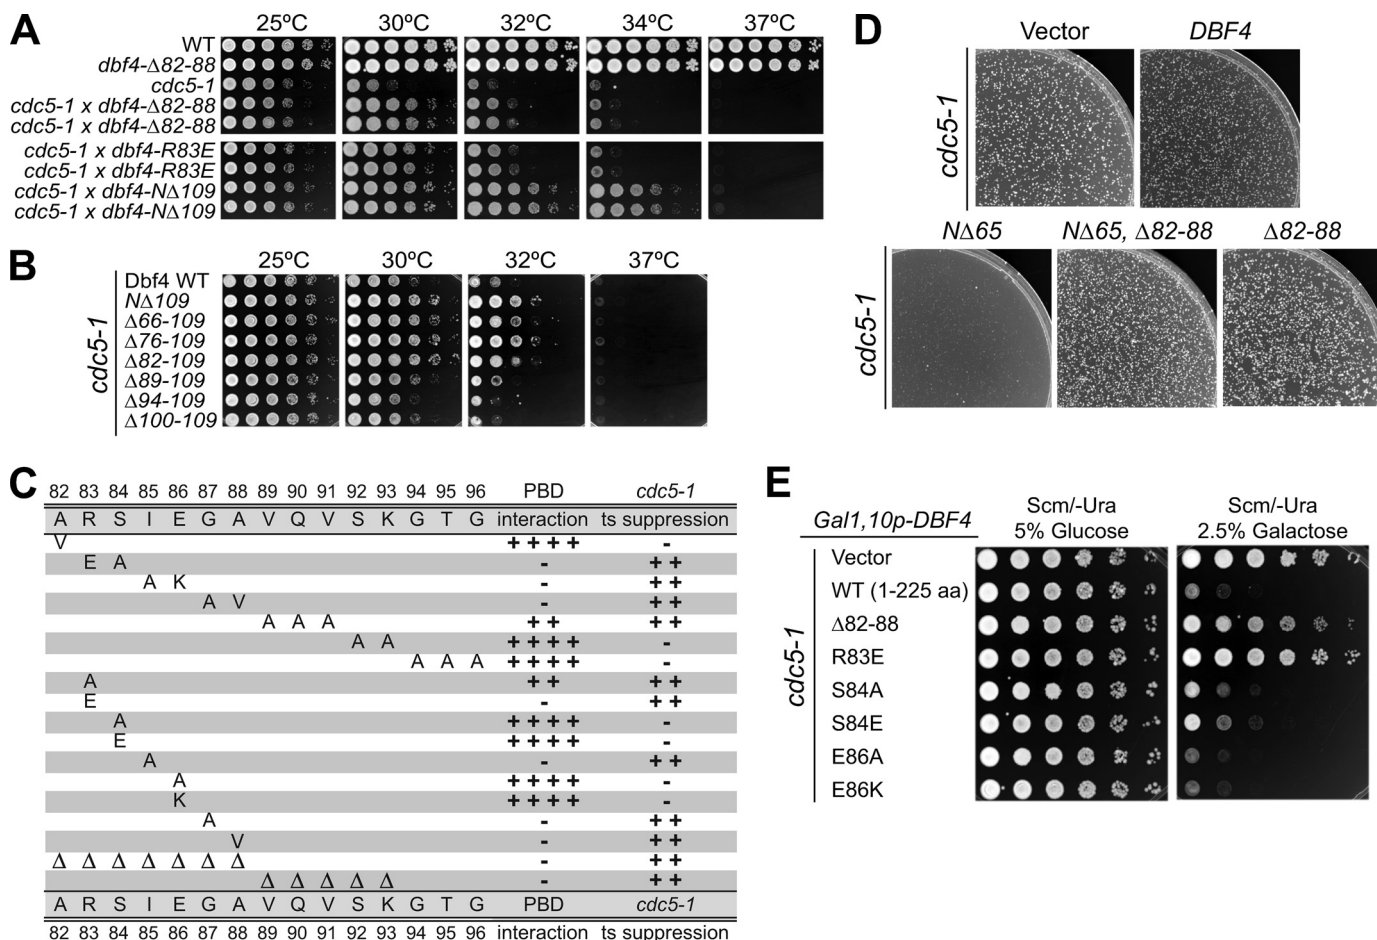 A
25ºC 30ºC 32ºC 34ºC 37ºC
WT
dbf4-Δ82-88
cdc5-1
cdc5-1 x dbf4-Δ82-88
cdc5-1 x dbf4-Δ82-88
cdc5-1 x dbf4-R83E
cdc5-1 x dbf4-R83E
cdc5-1 x dbf4-NΔ109
cdc5-1 x dbf4-NΔ109
B
25ºC 30ºC 32ºC 37ºC
cdc5-1
Dbf4 WT
NΔ109
Δ66-109
Δ76-109
Δ82-109
Δ89-109
Δ94-109
Δ100-109
C
82 83 84 85 86 87 88 89 90 91 92 93 94 95 96 PBD cdc5-1
A R S I E G A V Q V S K G T G interaction ts suppression
V ++++ -
E A - ++
A K - ++
A V - ++
A A A ++ ++
A A ++++ -
A A A ++++ -
A ++ ++
E - ++
A ++++ -
E ++++ -
A - ++
A ++++ -
K ++++ -
A - ++
V - ++
Δ Δ Δ Δ Δ Δ Δ - ++
Δ Δ Δ Δ Δ - ++
A R S I E G A V Q V S K G T G PBD cdc5-1
82 83 84 85 86 87 88 89 90 91 92 93 94 95 96 interaction ts suppression
D
Vector DBF4
cdc5-1
NΔ65 NΔ65, Δ82-88 Δ82-88
cdc5-1
E
Gal1,10p-DBF4
Scm/-Ura
5% Glucose
Scm/-Ura
2.5% Galactose
cdc5-1
Vector
WT (1-225 aa)
Δ82-88
R83E
S84A
S84E
E86A
E86K